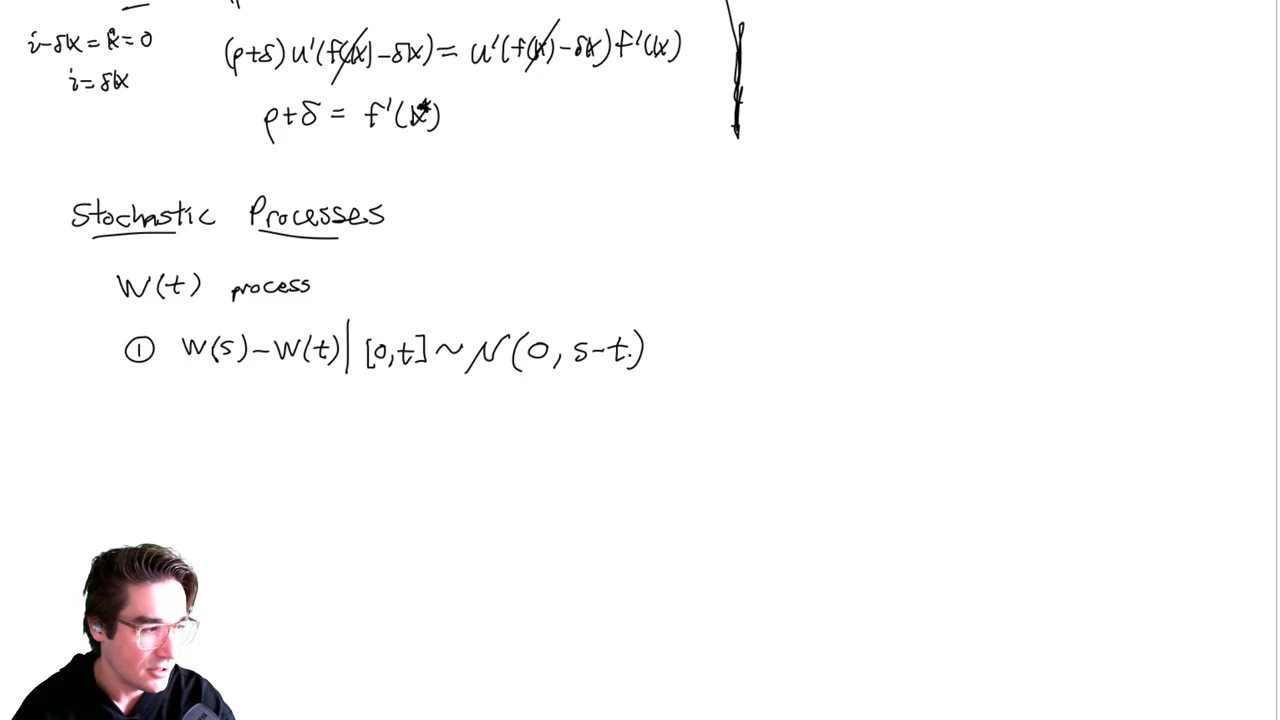 i-δk = k̇ = 0
i = δk
(ρ+δ) u'(f(k) - δk) = u'(f(k) - δk) f'(k)
ρ+δ = f'(k*)
Stochastic Processes
W(t) process
① W(s) - W(t) | [0,t] ~ N(0, s-t)